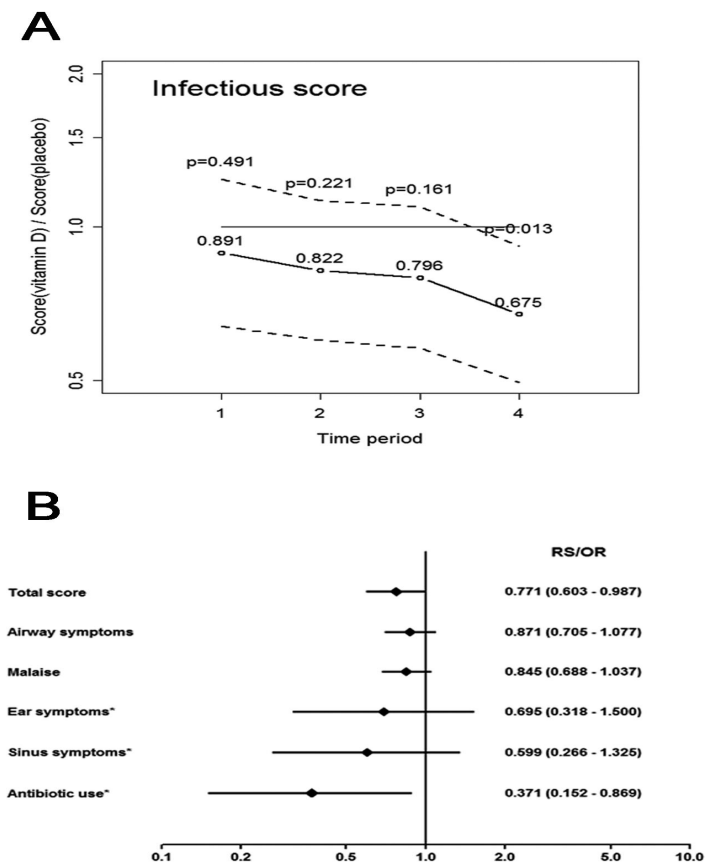 A
Infectious score
2.0
1.5
1.0
0.5
Score(vitamin D) / Score(placebo)
p=0.491
p=0.221
p=0.161
p=0.013
0.891
0.822
0.796
0.675
1 2 3 4
Time period
B
RS/OR
Total score 0.771 (0.603 - 0.987)
Airway symptoms 0.871 (0.705 - 1.077)
Malaise 0.845 (0.688 - 1.037)
Ear symptoms* 0.695 (0.318 - 1.500)
Sinus symptoms* 0.599 (0.266 - 1.325)
Antibiotic use* 0.371 (0.152 - 0.869)
0.1 0.2 0.5 1.0 2.0 5.0 10.0